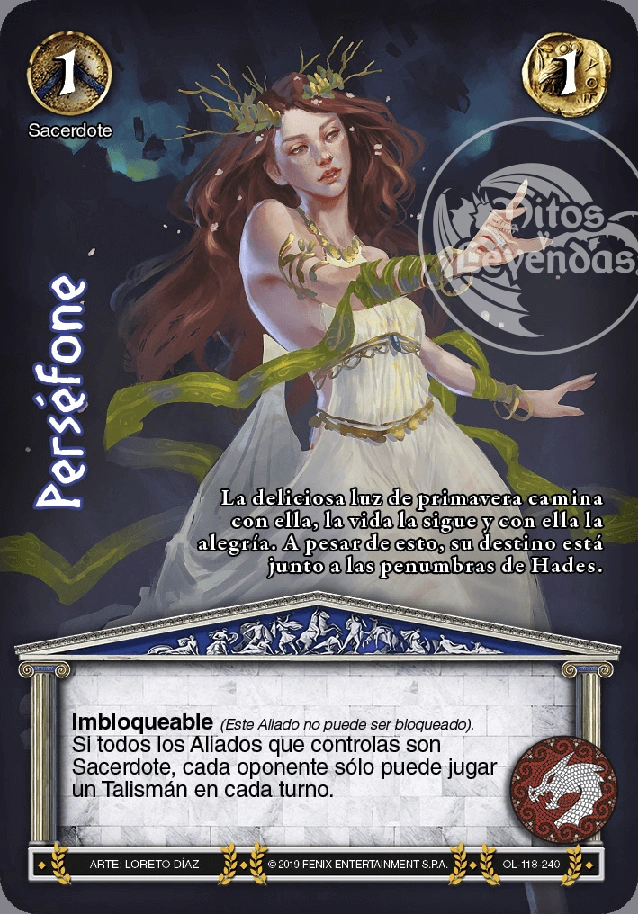 1
1
Sacerdote
Mitos
y
Leyendas
Perséfone
La deliciosa luz de primavera camina
con ella, la vida la sigue y con ella la
alegría. A pesar de esto, su destino está
junto a las penumbras de Hades.
Imbloqueable (Este Aliado no puede ser bloqueado).
Si todos los Aliados que controlas son
Sacerdote, cada oponente sólo puede jugar
un Talismán en cada turno.
ARTE: LORETO DÍAZ
© 2019 FENIX ENTERTAINMENT S.P.A.
OL-118-240